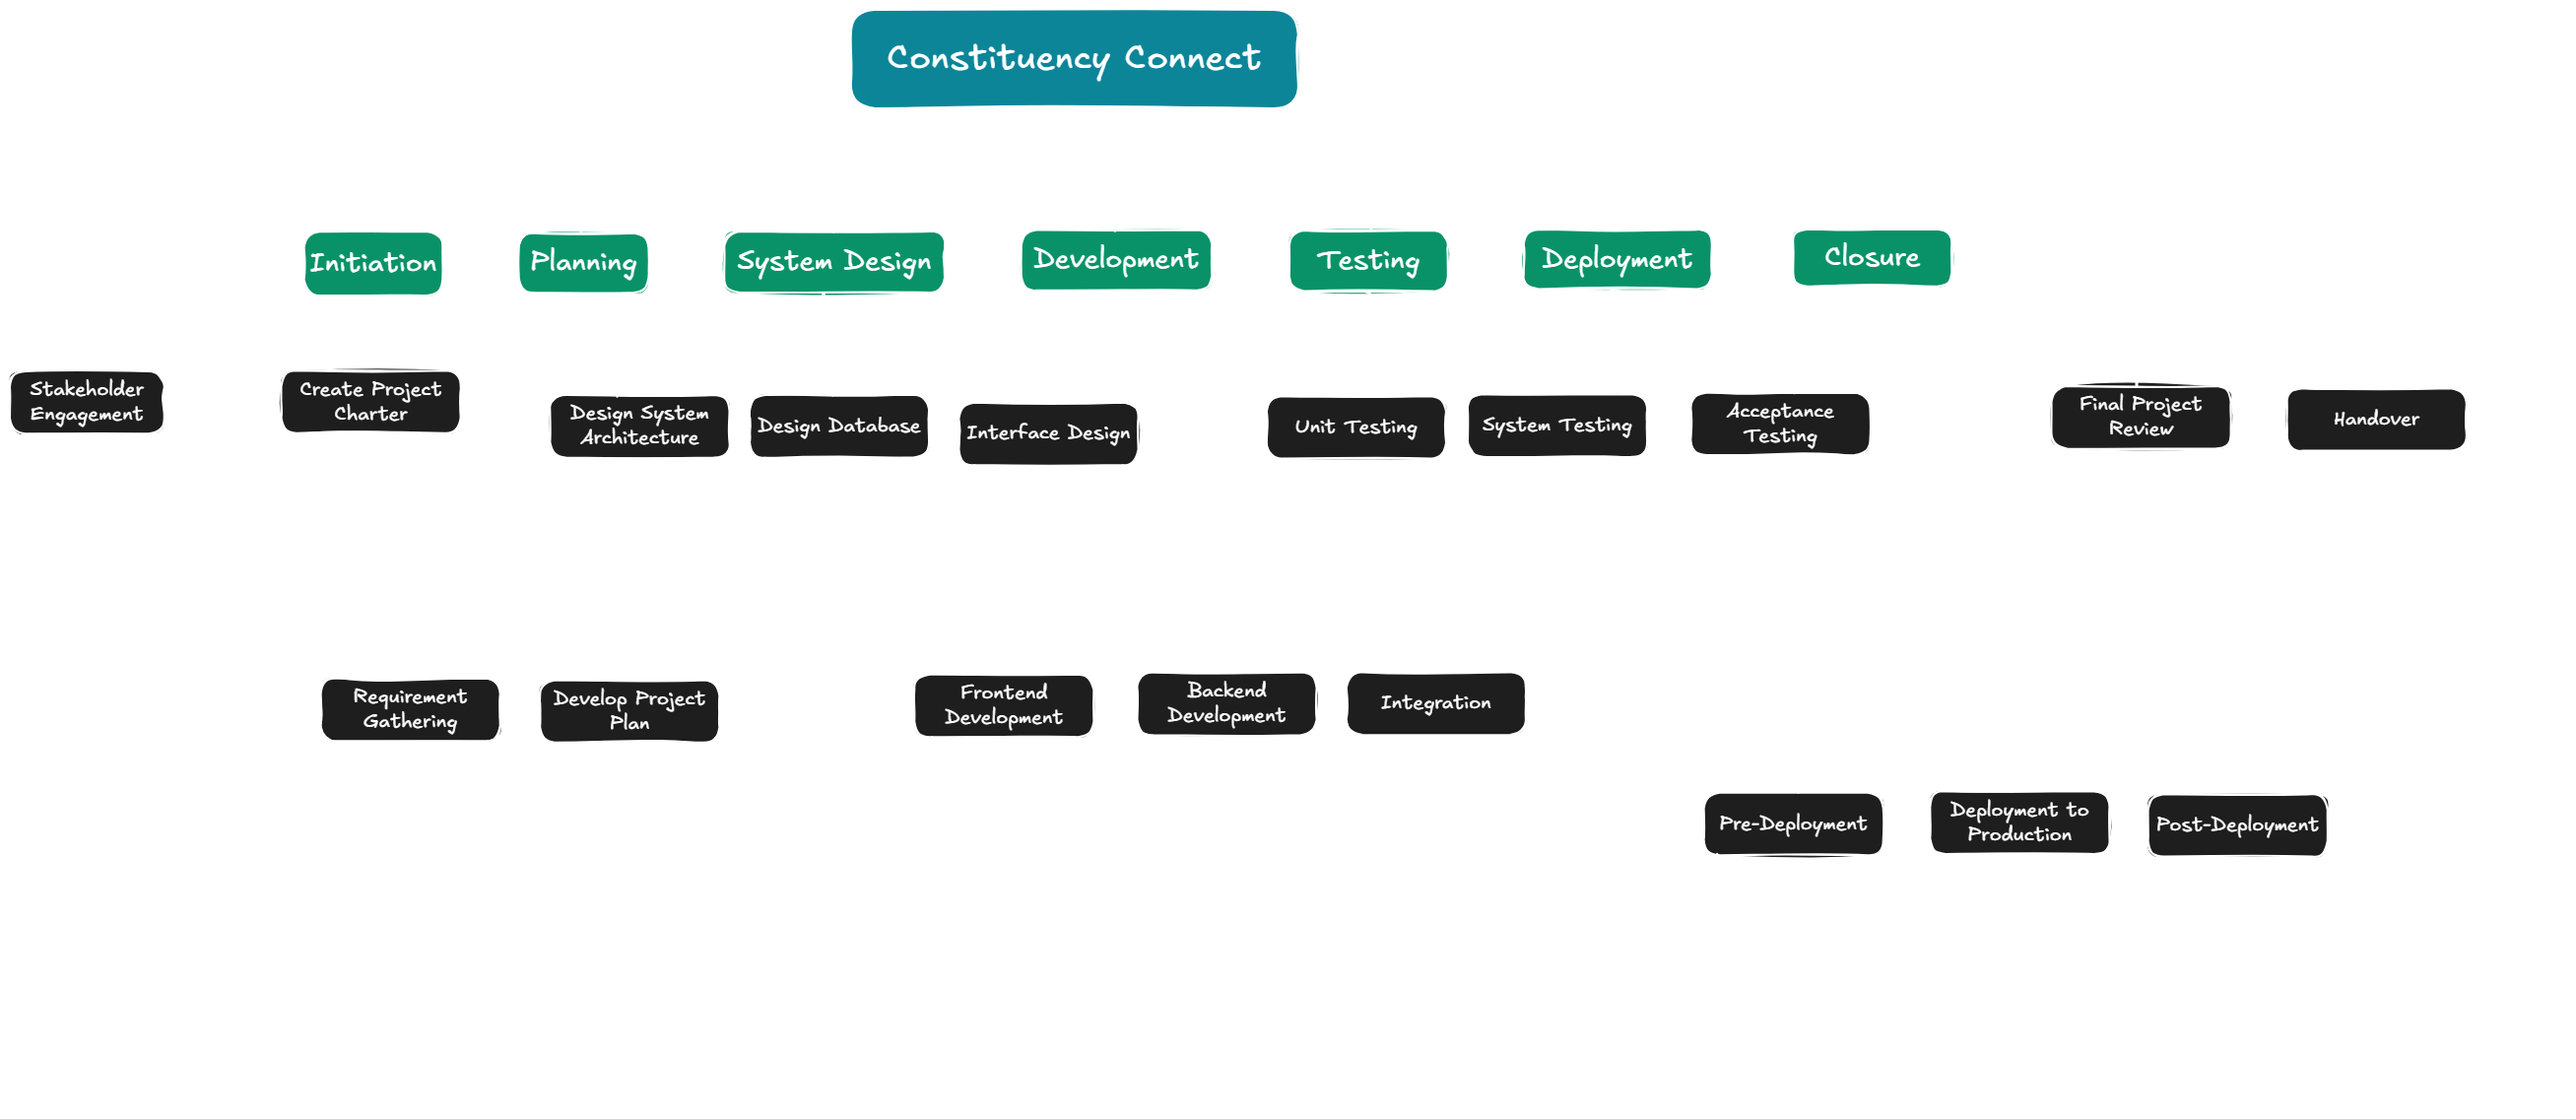 Constituency Connect
Initiation
Planning
System Design
Development
Testing
Deployment
Closure
Stakeholder
Engagement
Create Project
Charter
Design System
Architecture
Design Database
Interface Design
Unit Testing
System Testing
Acceptance
Testing
Final Project
Review
Handover
Requirement
Gathering
Develop Project
Plan
Frontend
Development
Backend
Development
Integration
Pre-Deployment
Deployment to
Production
Post-Deployment